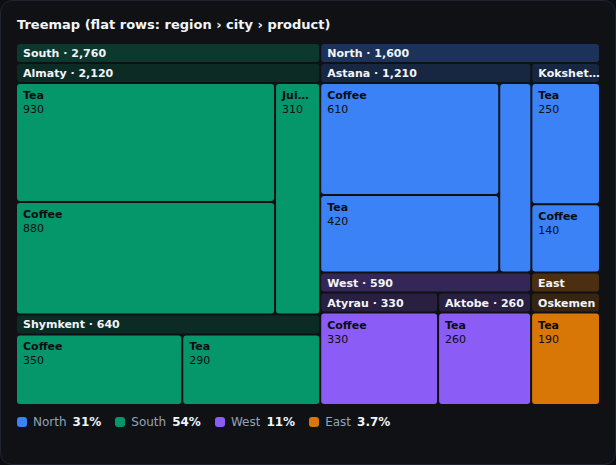 Treemap (flat rows: region › city › product)
South · 2,760
Almaty · 2,120
Tea
930
Jui…
310
Coffee
880
Shymkent · 640
Coffee
350
Tea
290
North · 1,600
Astana · 1,210
Coffee
610
Tea
420
Kokshet…
Tea
250
Coffee
140
West · 590
Atyrau · 330
Coffee
330
Aktobe · 260
Tea
260
East
Oskemen
Tea
190
North 31% South 54% West 11% East 3.7%